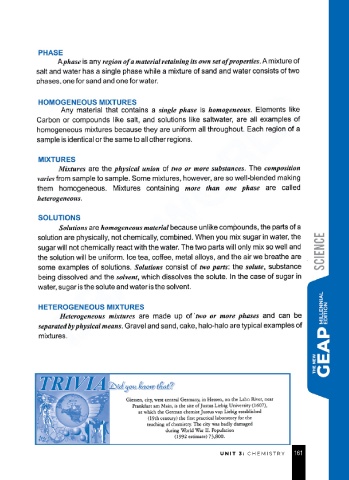 PHASE
A phase is any region of a material retaining its own set of properties. A mixture of
salt and water has a single phase while a mixture of sand and water consists of two
phases, one for sand and one for water.
HOMOGENEOUS MIXTURES
Any material that contains a single phase is homogeneous. Elements like
Carbon or compounds like salt, and solutions like saltwater, are all examples of
homogeneous mixtures because they are uniform all throughout. Each region of a
sample is identical or the same to all other regions.
MIXTURES
Mixtures are the physical union of two or more substances. The composition
varies from sample to sample. Some mixtures, however, are so well-blended making
them homogeneous. Mixtures containing more than one phase are called
heterogeneous.
SOLUTIONS
Solutions are homogeneous material because unlike compounds, the parts of a
solution are physically, not chemically, combined. When you mix sugar in water, the
sugar will not chemically react with the water. The two parts will only mix so well and
the solution will be uniform. Ice tea, coffee, metal alloys, and the air we breathe are
some examples of solutions. Solutions consist of two parts: the solute, substance
being dissolved and the solvent, which dissolves the solute. In the case of sugar in
water, sugar is the solute and water is the solvent.
HETEROGENEOUS MIXTURES
Heterogeneous mixtures are made up of two or more phases and can be
separated by physical means. Gravel and sand, cake, halo-halo are typical examples of
mixtures.
SCIENCE
THE NEW
GEAP
MILLENNIAL
EDITION
TRIVIA
Did you know that?
Giessen, city, west central Germany, in Hessen, on the Lahn River, near
Frankfurt am Main, is the site of Justus Liebig University (1607),
at which the German chemist Justus von Liebig established
(19th century) the first practical laboratory for the
teaching of chemistry. The city was badly damaged
during World War II. Population
(1992 estimate) 73,800.
UNIT 3: CHEMISTRY 161